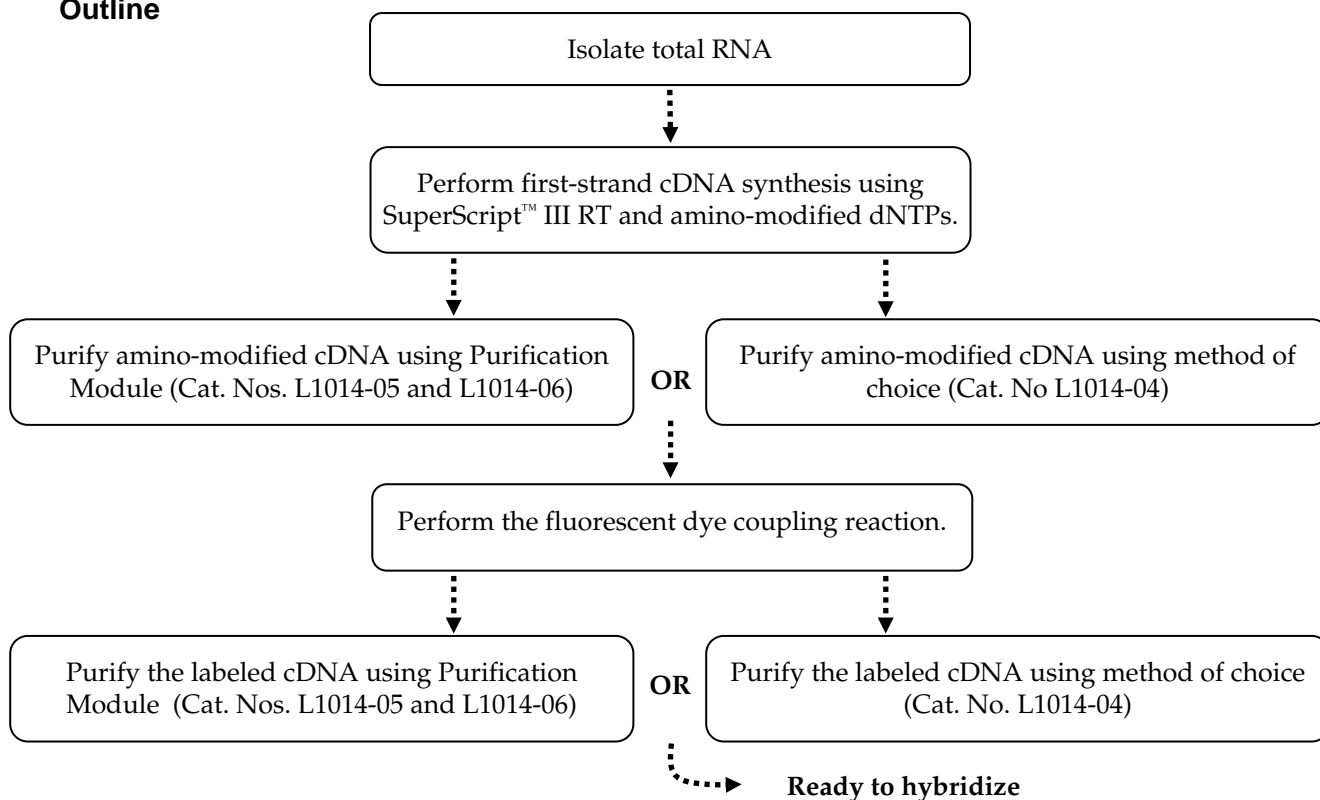 Outline
Isolate total RNA
Perform first-strand cDNA synthesis using
SuperScript™ III RT and amino-modified dNTPs.
Purify amino-modified cDNA using Purification
Module (Cat. Nos. L1014-05 and L1014-06)
OR
Purify amino-modified cDNA using method of
choice (Cat. No L1014-04)
Perform the fluorescent dye coupling reaction.
Purify the labeled cDNA using Purification
Module (Cat. Nos. L1014-05 and L1014-06)
OR
Purify the labeled cDNA using method of choice
(Cat. No. L1014-04)
Ready to hybridize